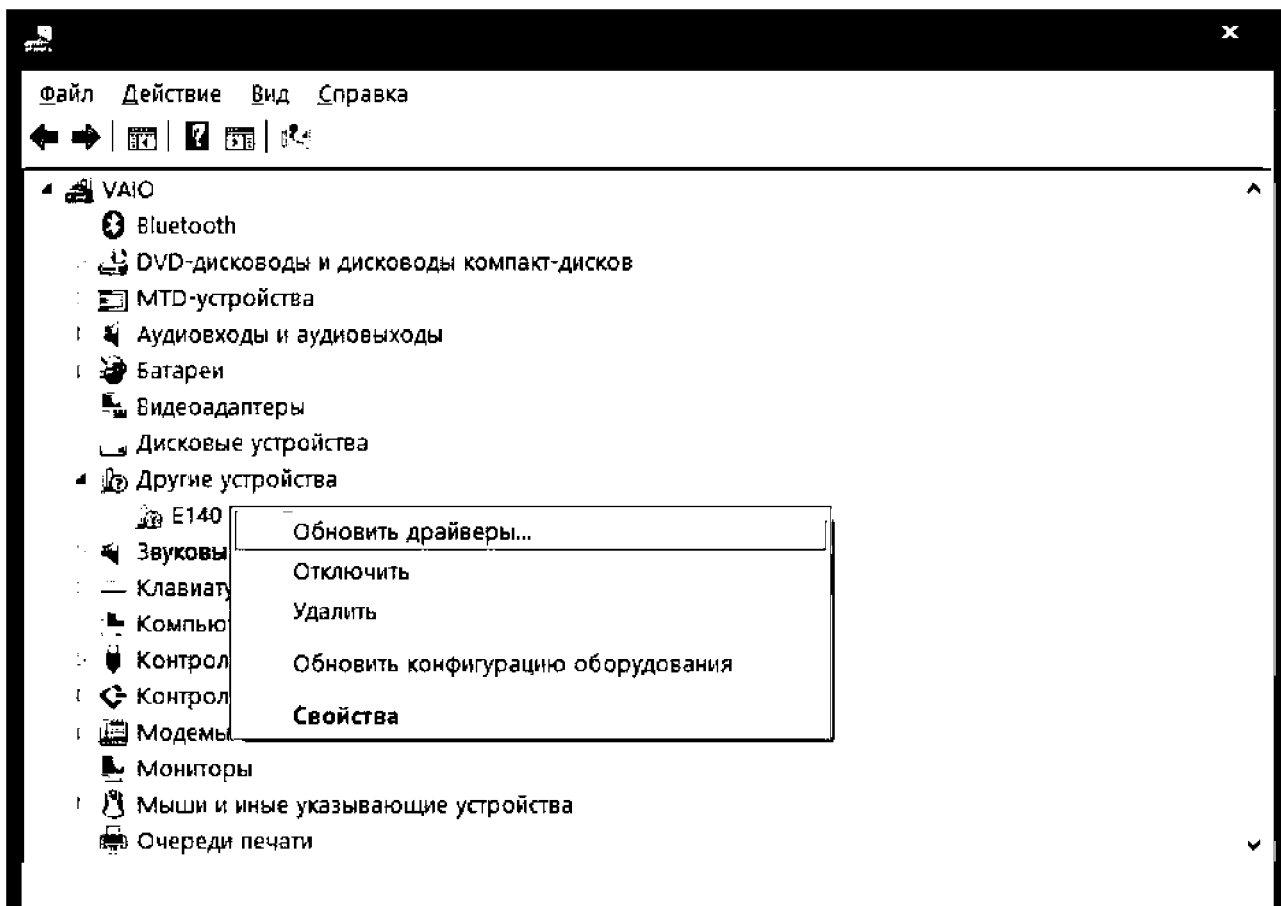 Файл Действие Вид Справка
VAIO
Bluetooth
DVD-дисководы и дисководы компакт-дисков
MTD-устройства
Аудиовходы и аудиовыходы
Батареи
Видеоадаптеры
Дисковые устройства
Другие устройства
E140
Обновить драйверы...
Звуковы
Отключить
Клавиату
Удалить
Компьют
Контрол
Обновить конфигурацию оборудования
Контрол
Свойства
Модемы
Мониторы
Мыши и иные указывающие устройства
Очереди печати